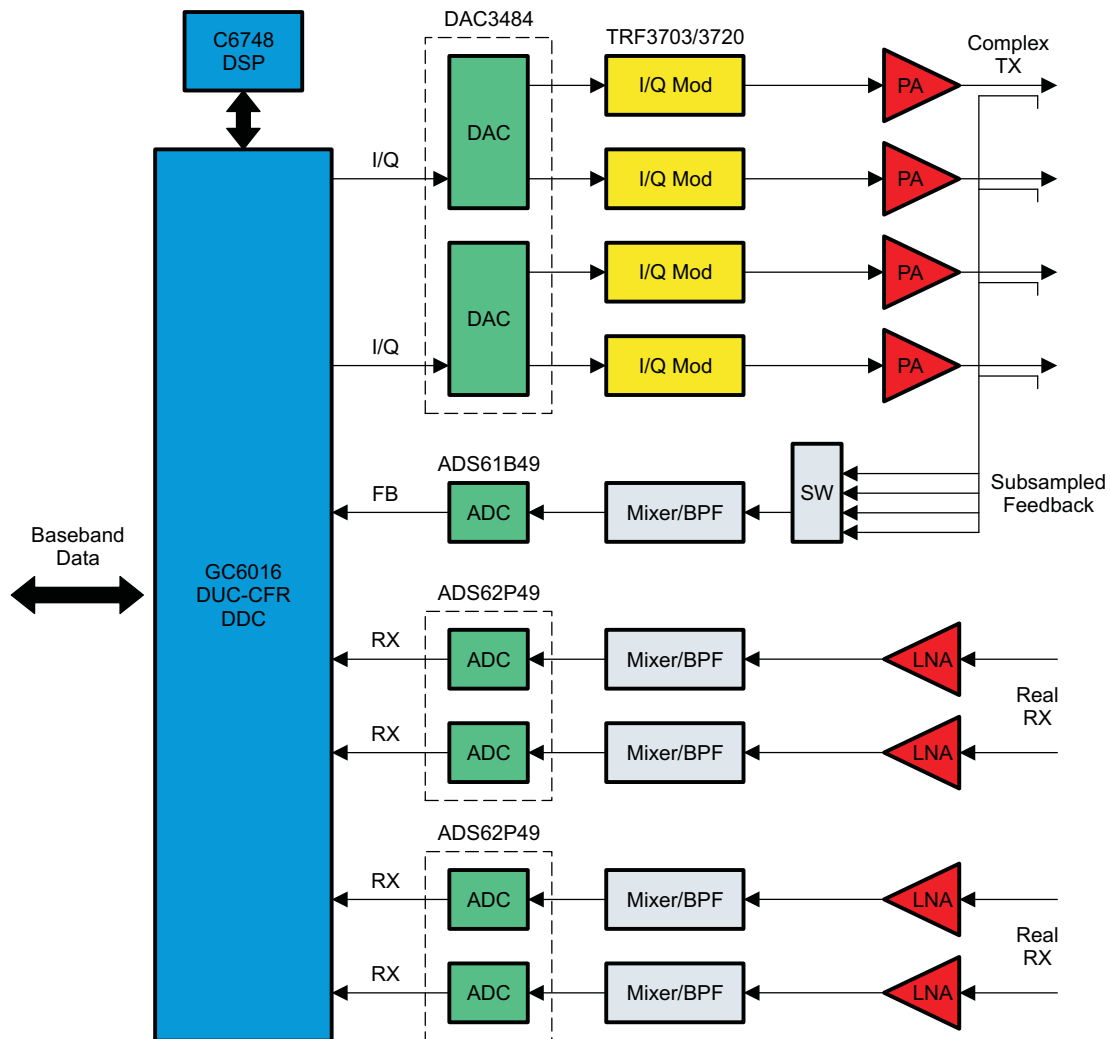 C6748
DSP
DAC3484
TRF3703/3720
Complex
TX
I/Q
DAC
I/Q Mod
PA
I/Q Mod
PA
I/Q
DAC
I/Q Mod
PA
I/Q Mod
PA
ADS61B49
FB
ADC
Mixer/BPF
SW
Subsampled
Feedback
Baseband
Data
GC6016
DUC-CFR
DDC
ADS62P49
RX
ADC
Mixer/BPF
LNA
RX
ADC
Mixer/BPF
LNA
Real
RX
ADS62P49
RX
ADC
Mixer/BPF
LNA
RX
ADC
Mixer/BPF
LNA
Real
RX